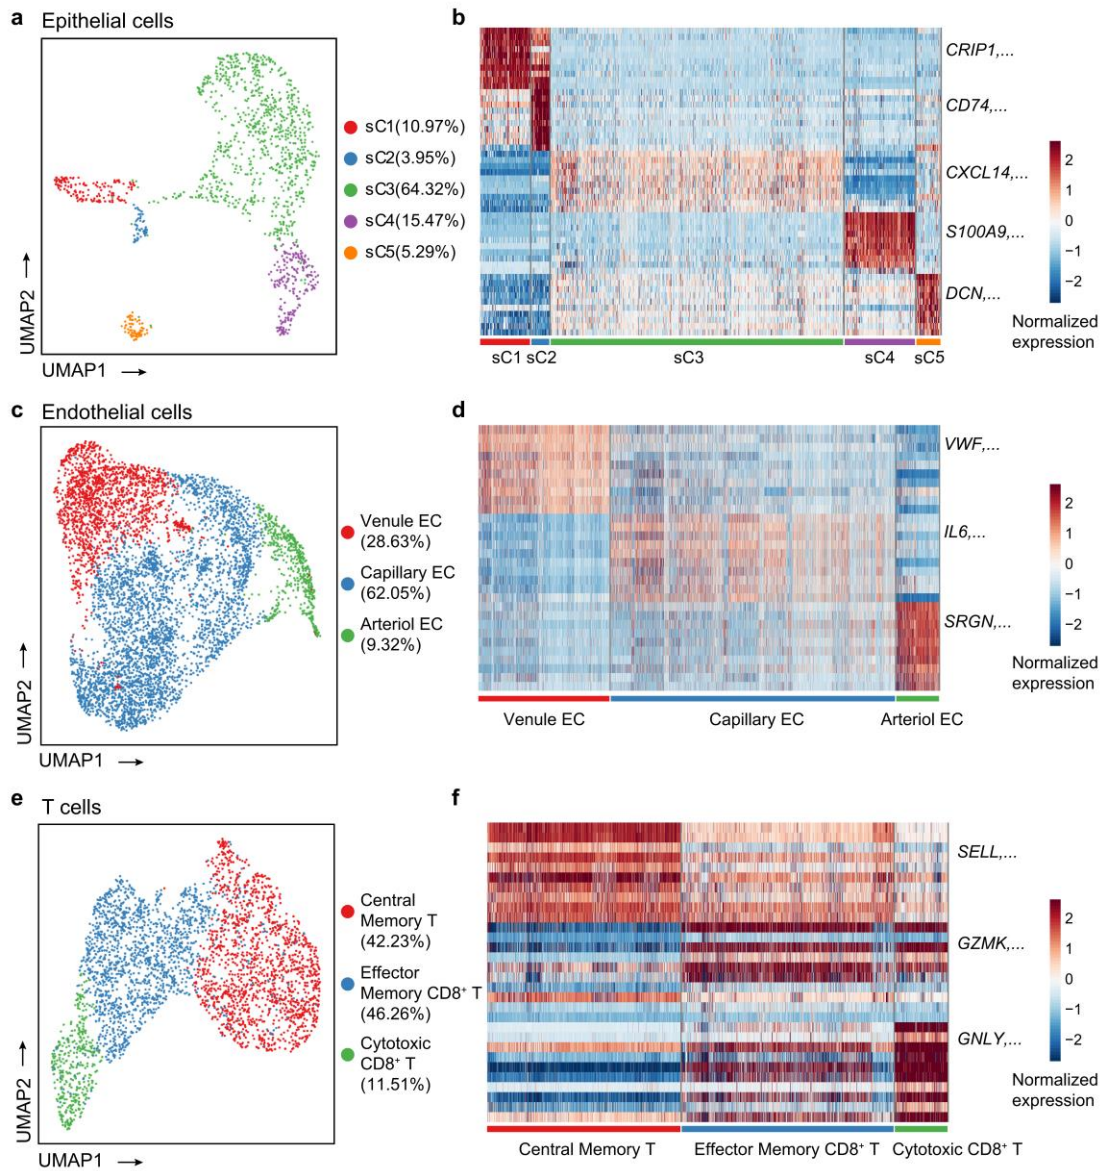 a Epithelial cells
sC1(10.97%)
sC2(3.95%)
sC3(64.32%)
sC4(15.47%)
sC5(5.29%)
UMAP2
UMAP1
b
CRIP1,...
CD74,...
CXCL14,...
S100A9,...
DCN,...
sC1 sC2 sC3 sC4 sC5
2
1
0
−1
−2
Normalized
expression
c Endothelial cells
Venule EC
(28.63%)
Capillary EC
(62.05%)
Arteriol EC
(9.32%)
UMAP2
UMAP1
d
VWF,...
IL6,...
SRGN,...
Venule EC Capillary EC Arteriol EC
2
1
0
−1
−2
Normalized
expression
e T cells
Central
Memory T
(42.23%)
Effector
Memory CD8⁺ T
(46.26%)
Cytotoxic
CD8⁺ T
(11.51%)
UMAP2
UMAP1
f
SELL,...
GZMK,...
GNLY,...
Central Memory T Effector Memory CD8⁺ T Cytotoxic CD8⁺ T
2
1
0
−1
−2
Normalized
expression